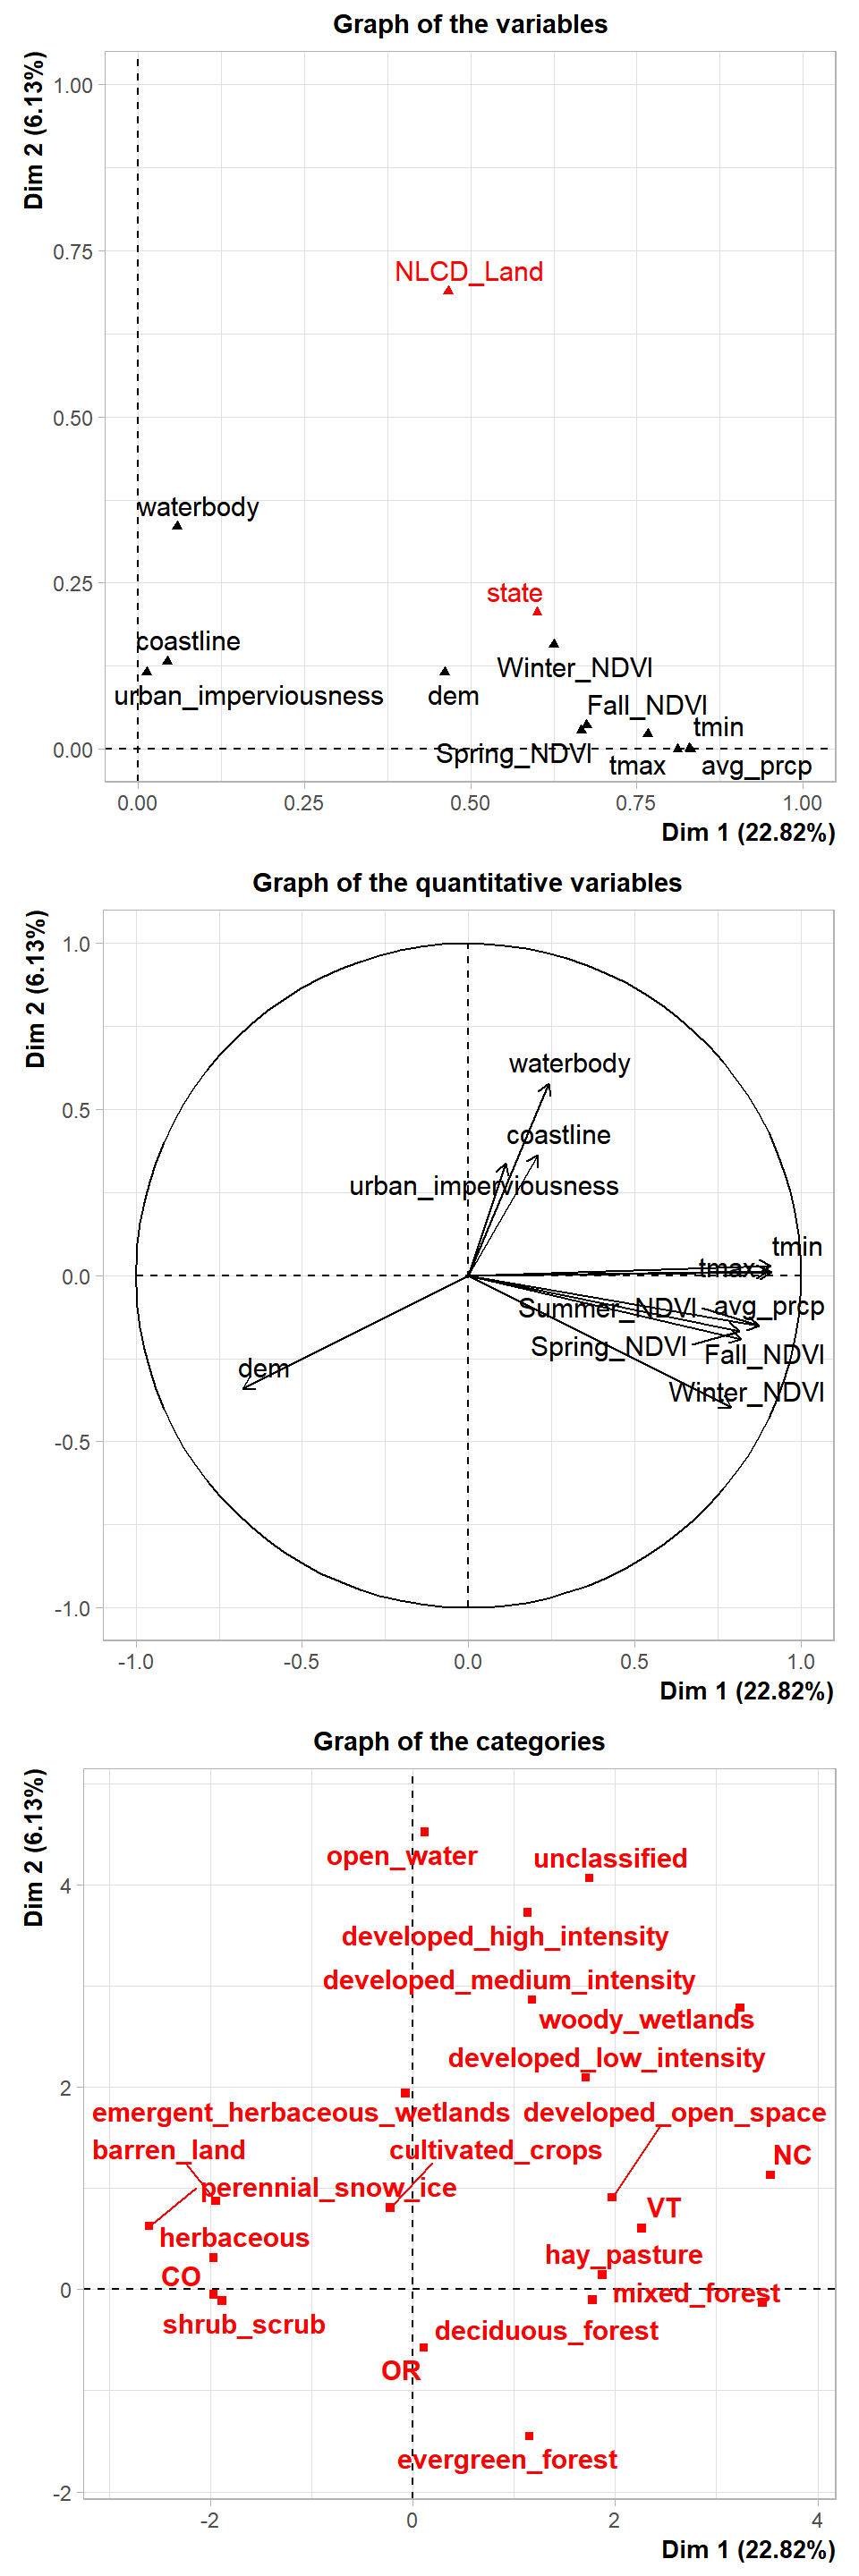 Graph of the variables
Dim 2 (6.13%)
1.00
0.75
0.50
0.25
0.00
NLCD_Land
waterbody
state
coastline
Winter_NDVI
urban_imperviousness
dem
Fall_NDVI
tmin
Spring_NDVI
tmax
avg_prcp
0.00
0.25
0.50
0.75
1.00
Dim 1 (22.82%)
Graph of the quantitative variables
Dim 2 (6.13%)
1.0
0.5
0.0
-0.5
-1.0
waterbody
coastline
urban_imperviousness
tmin
tmax
Summer_NDVI
avg_prcp
Spring_NDVI
Fall_NDVI
dem
Winter_NDVI
-1.0
-0.5
0.0
0.5
1.0
Dim 1 (22.82%)
Graph of the categories
Dim 2 (6.13%)
4
2
0
-2
open_water
unclassified
developed_high_intensity
developed_medium_intensity
woody_wetlands
developed_low_intensity
emergent_herbaceous_wetlands
developed_open_space
barren_land
cultivated_crops
NC
perennial_snow_ice
VT
herbaceous
hay_pasture
CO
mixed_forest
shrub_scrub
deciduous_forest
OR
evergreen_forest
-2
0
2
4
Dim 1 (22.82%)